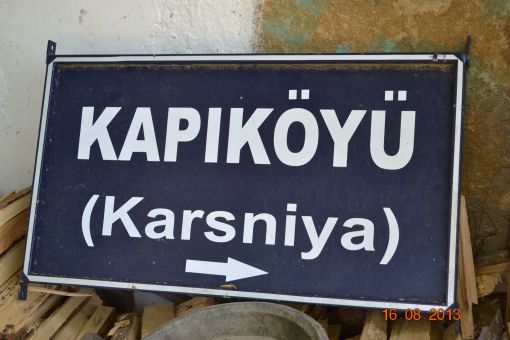 KAPIKÖYÜ
(Karsniya)
16 08 2013